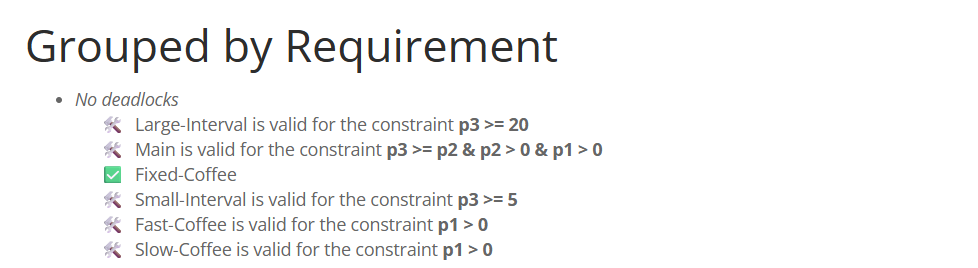 Grouped by Requirement
No deadlocks
Large-Interval is valid for the constraint p3 >= 20
Main is valid for the constraint p3 >= p2 & p2 > 0 & p1 > 0
Fixed-Coffee
Small-Interval is valid for the constraint p3 >= 5
Fast-Coffee is valid for the constraint p1 > 0
Slow-Coffee is valid for the constraint p1 > 0